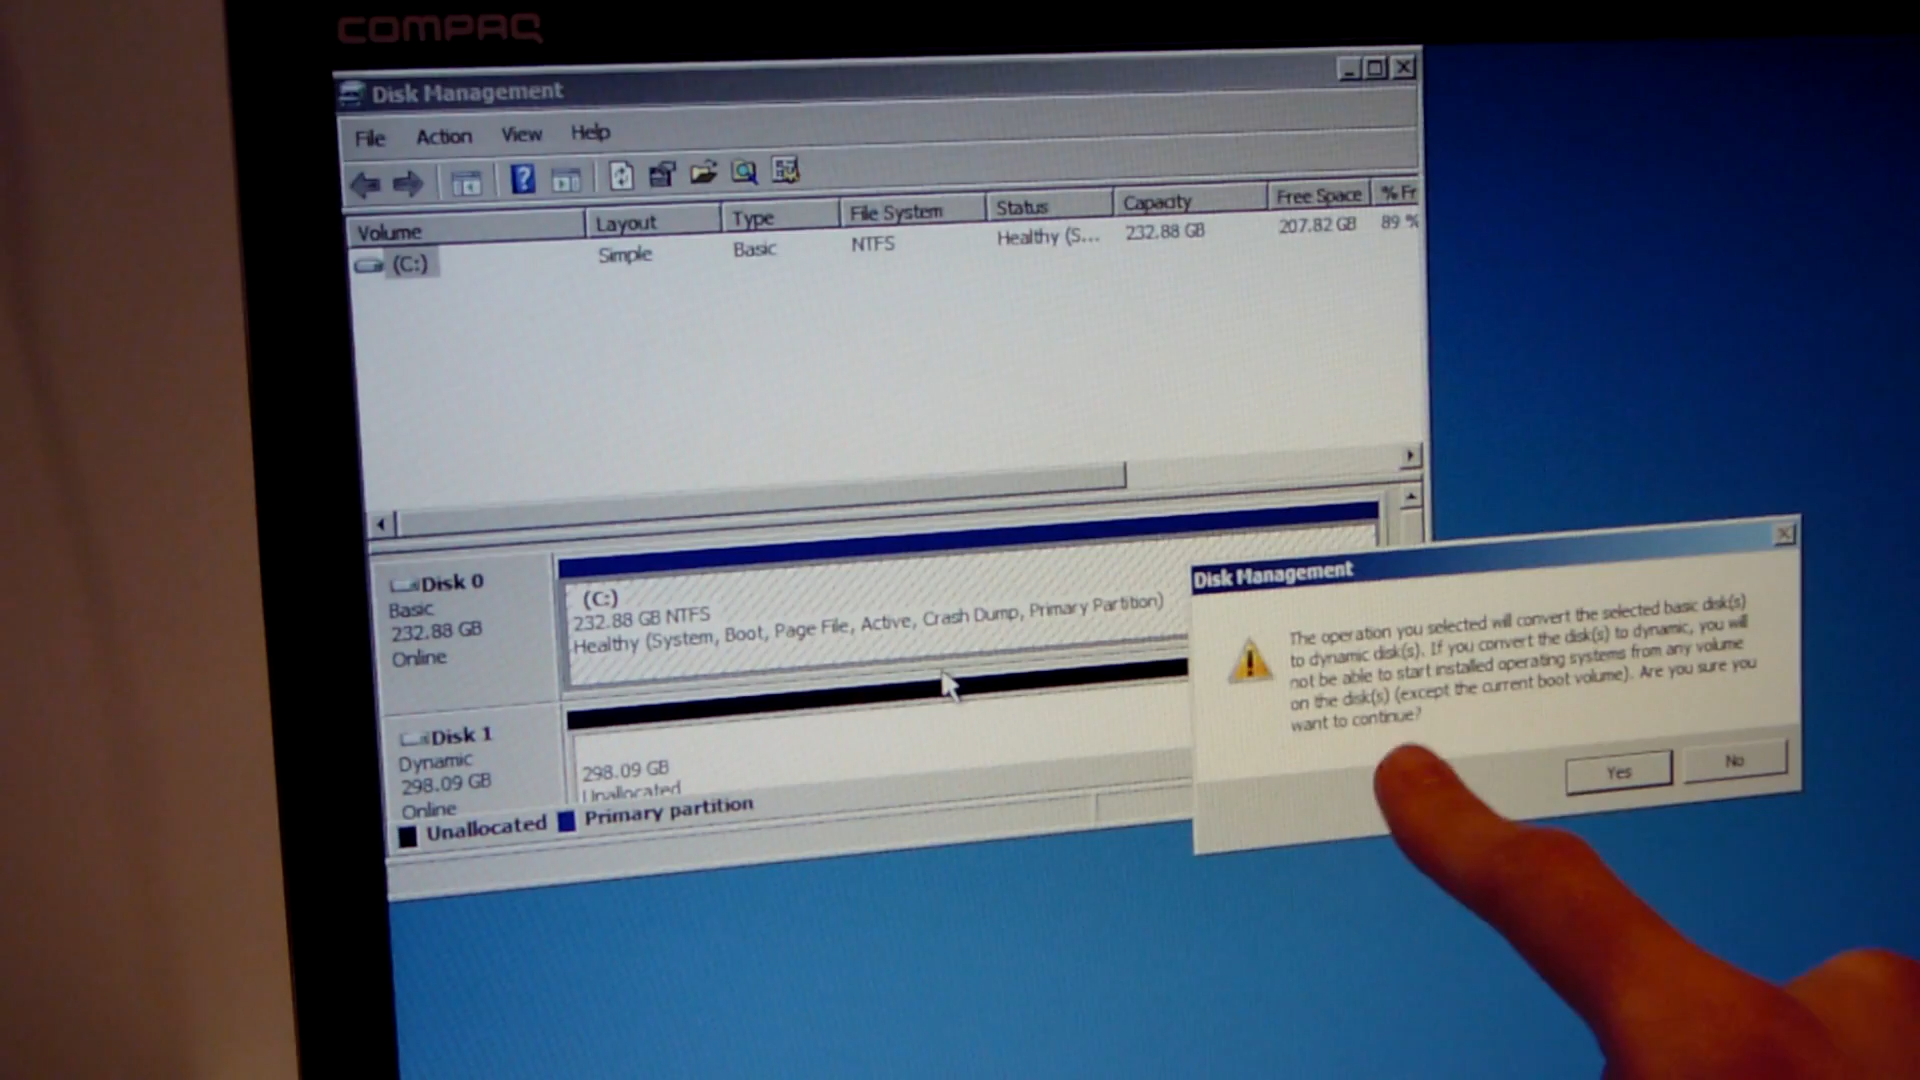 COMPAQ
Disk Management
File Action View Help
Volume Layout Type File System Status Capacity Free Space % Fr
(C:) Simple Basic NTFS Healthy (S... 232.88 GB 207.82 GB 89 %
Disk 0
Basic
232.88 GB
Online
(C:)
232.88 GB NTFS
Healthy (System, Boot, Page File, Active, Crash Dump, Primary Partition)
Disk 1
Dynamic
298.09 GB
Online
298.09 GB
Unallocated
Unallocated Primary partition
Disk Management
The operation you selected will convert the selected basic disk(s)
to dynamic disk(s). If you convert the disk(s) to dynamic, you will
not be able to start installed operating systems from any volume
on the disk(s) (except the current boot volume). Are you sure you
want to continue?
Yes No